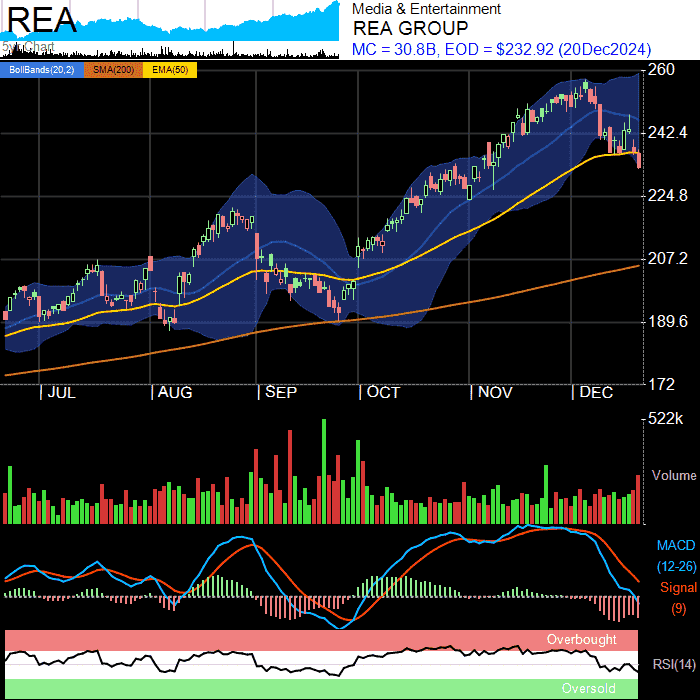 REA
5yr Chart
Media & Entertainment
REA GROUP
MC = 30.8B, EOD = $232.92 (20Dec2024)
BollBands(20,2) SMA(200) EMA(50)
260
242.4
224.8
207.2
189.6
172
JUL AUG SEP OCT NOV DEC
522k
Volume
MACD
(12-26)
Signal
(9)
Overbought
RSI(14)
Oversold